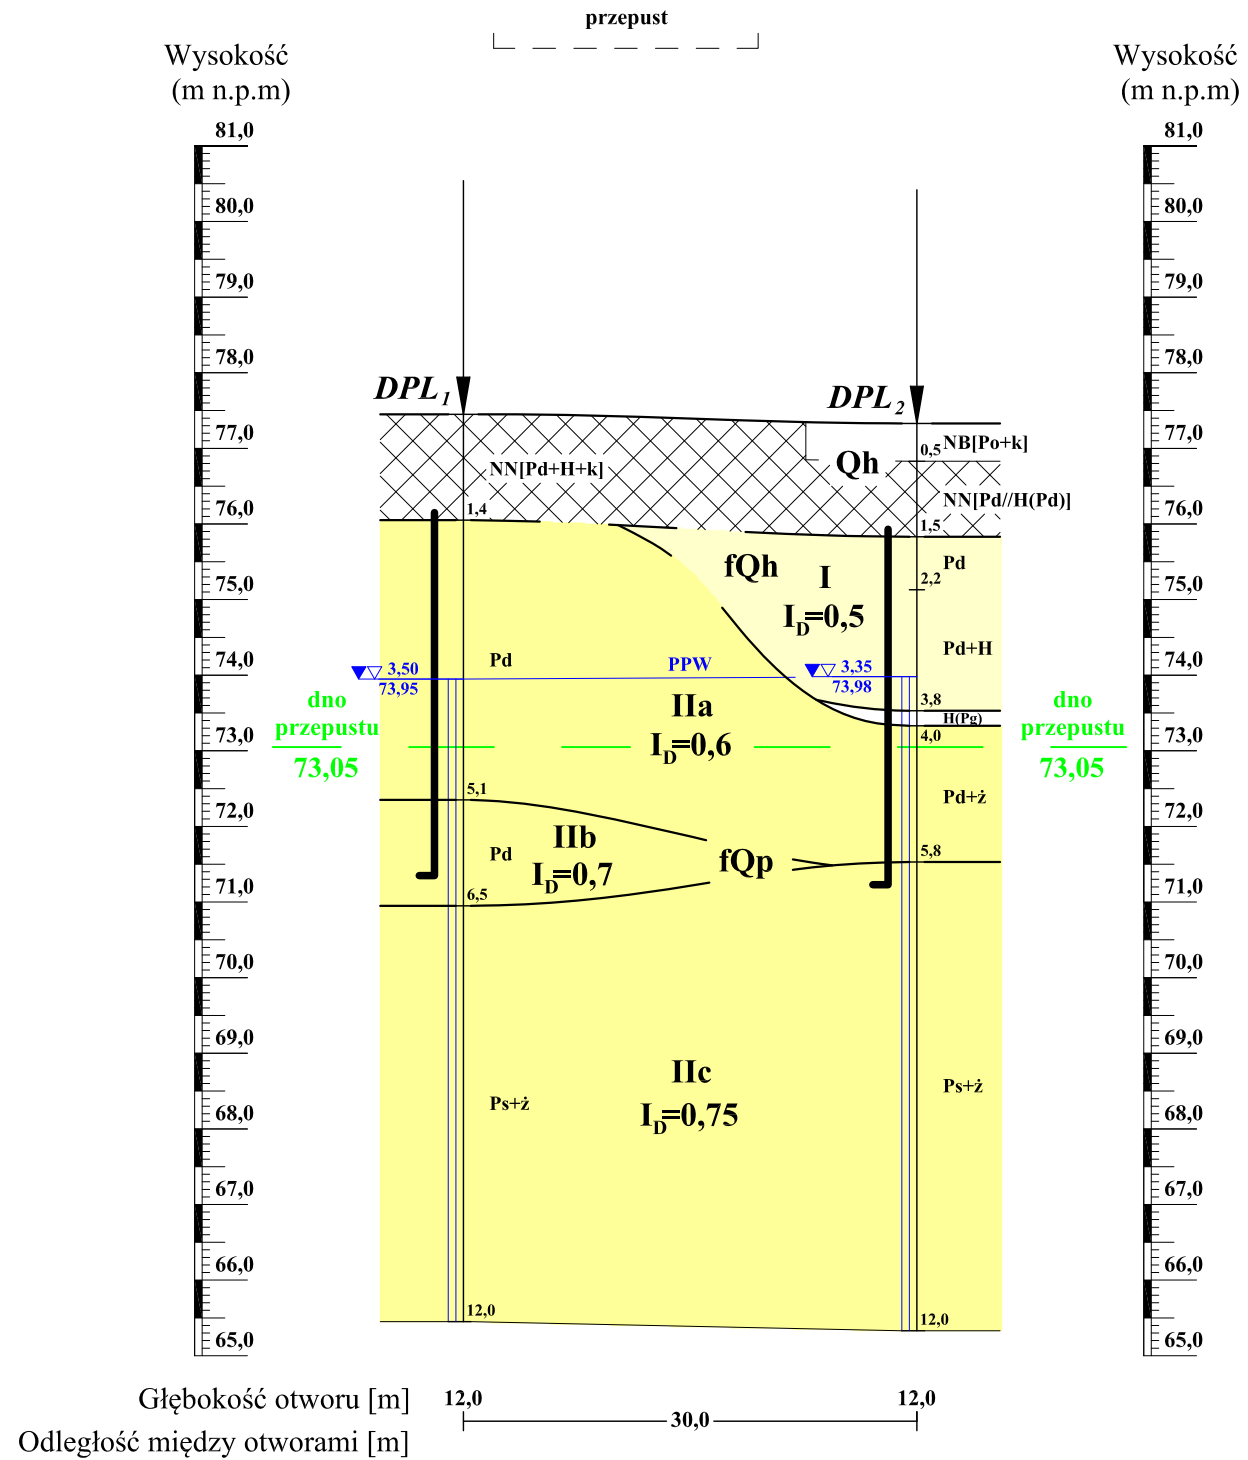 przepust
Wysokość
(m n.p.m)
Wysokość
(m n.p.m)
81,0
81,0
80,0
80,0
79,0
79,0
78,0
78,0
DPL1
DPL2
77,0
77,0
0,5
NB[Po+k]
Qh
NN[Pd+H+k]
NN[Pd//H(Pd)]
76,0
1,4
1,5
76,0
fQh
I
Pd
75,0
2,2
75,0
ID=0,5
Pd+H
74,0
3,50
Pd
PPW
3,35
74,0
73,95
73,98
dno
przepustu
73,05
IIa
ID=0,6
3,8
H(Pg)
4,0
dno
przepustu
73,05
73,0
73,0
5,1
Pd+ż
72,0
72,0
IIb
Pd
ID=0,7
fQp
5,8
71,0
6,5
71,0
70,0
70,0
69,0
69,0
IIc
ID=0,75
Ps+ż
Ps+ż
68,0
68,0
67,0
67,0
66,0
66,0
12,0
12,0
65,0
65,0
Głębokość otworu [m]
12,0
12,0
30,0
Odległość między otworami [m]